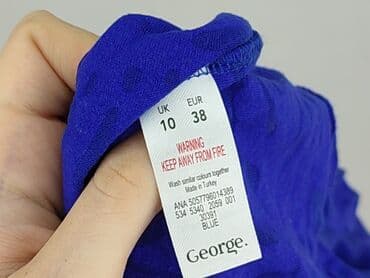 UK EUR
10 38
WARNING
KEEP AWAY FROM FIRE
Wash similar colours together
Made in Turkey
ANA 5057796014389
534 5340 2059 001
30391
BLUE
George.